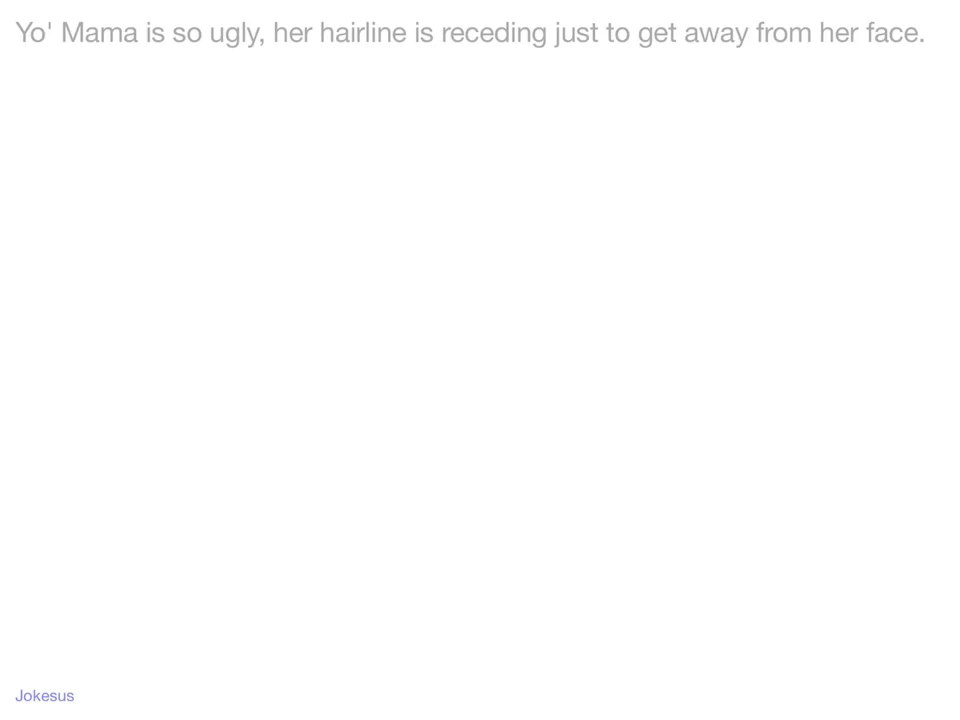 Yo' Mama is so ugly, her hairline is receding just to get away from her face.
Jokesus